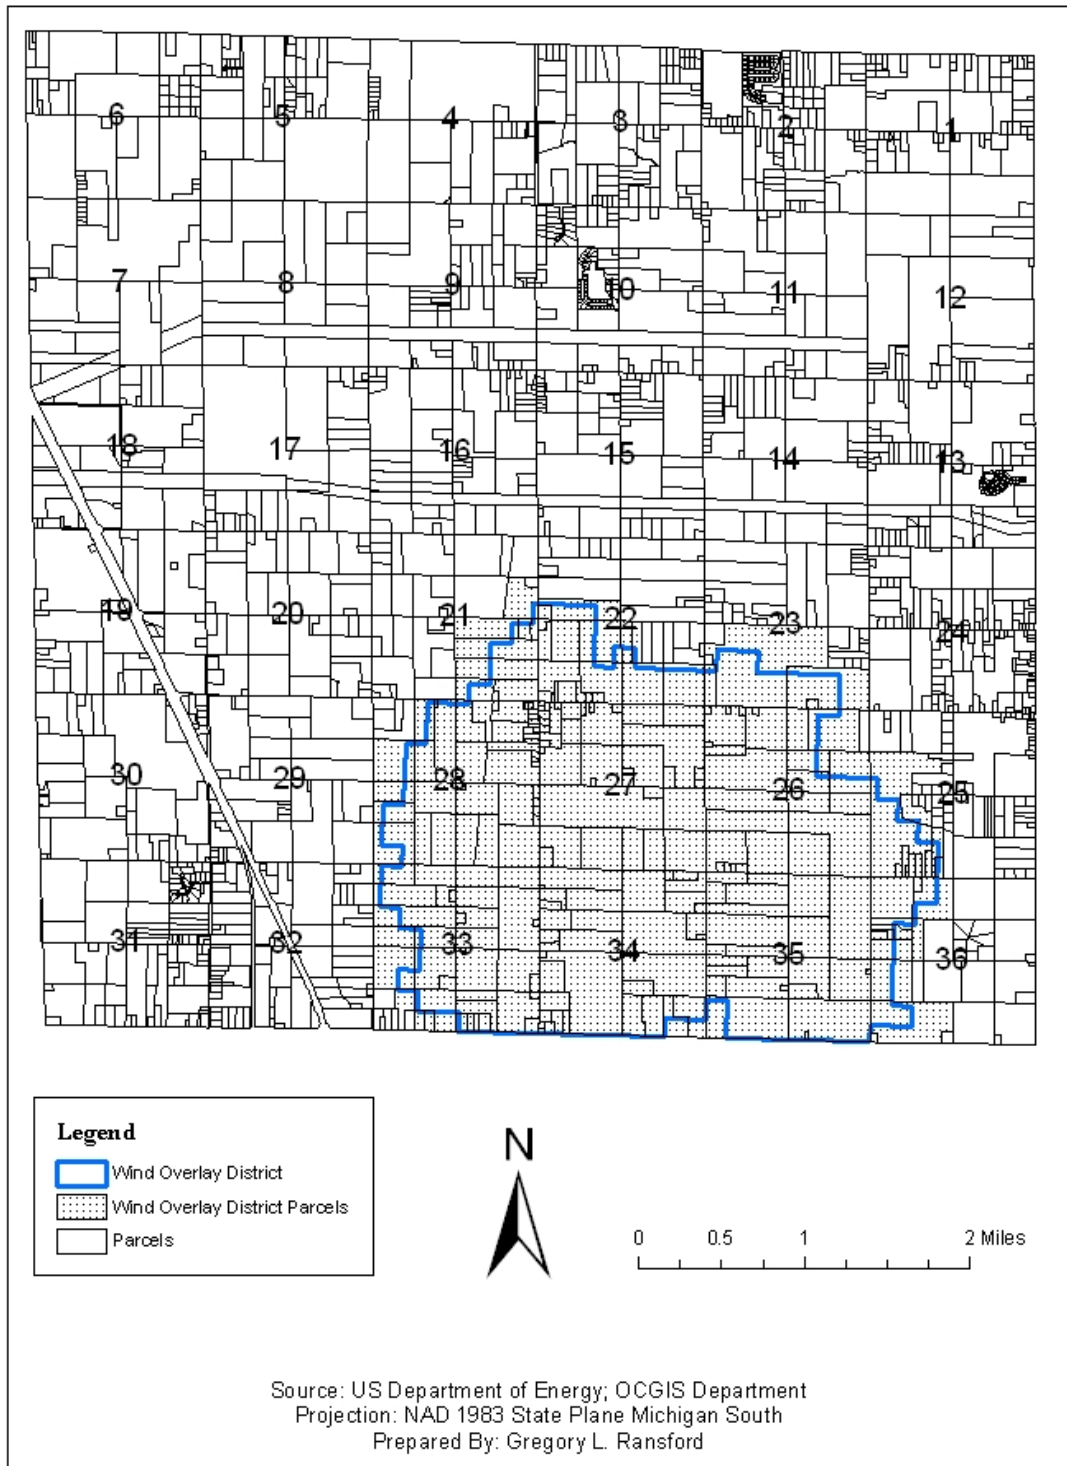 6 5 4 3 2 1
7 8 9 10 11 12
18 17 16 15 14 13
19 20 21 22 23 24
30 29 28 27 26 25
31 32 33 34 35 36
Legend
Wind Overlay District
Wind Overlay District Parcels
Parcels
N
0 0.5 1 2 Miles
Source: US Department of Energy; OCGIS Department
Projection: NAD 1983 State Plane Michigan South
Prepared By: Gregory L. Ransford